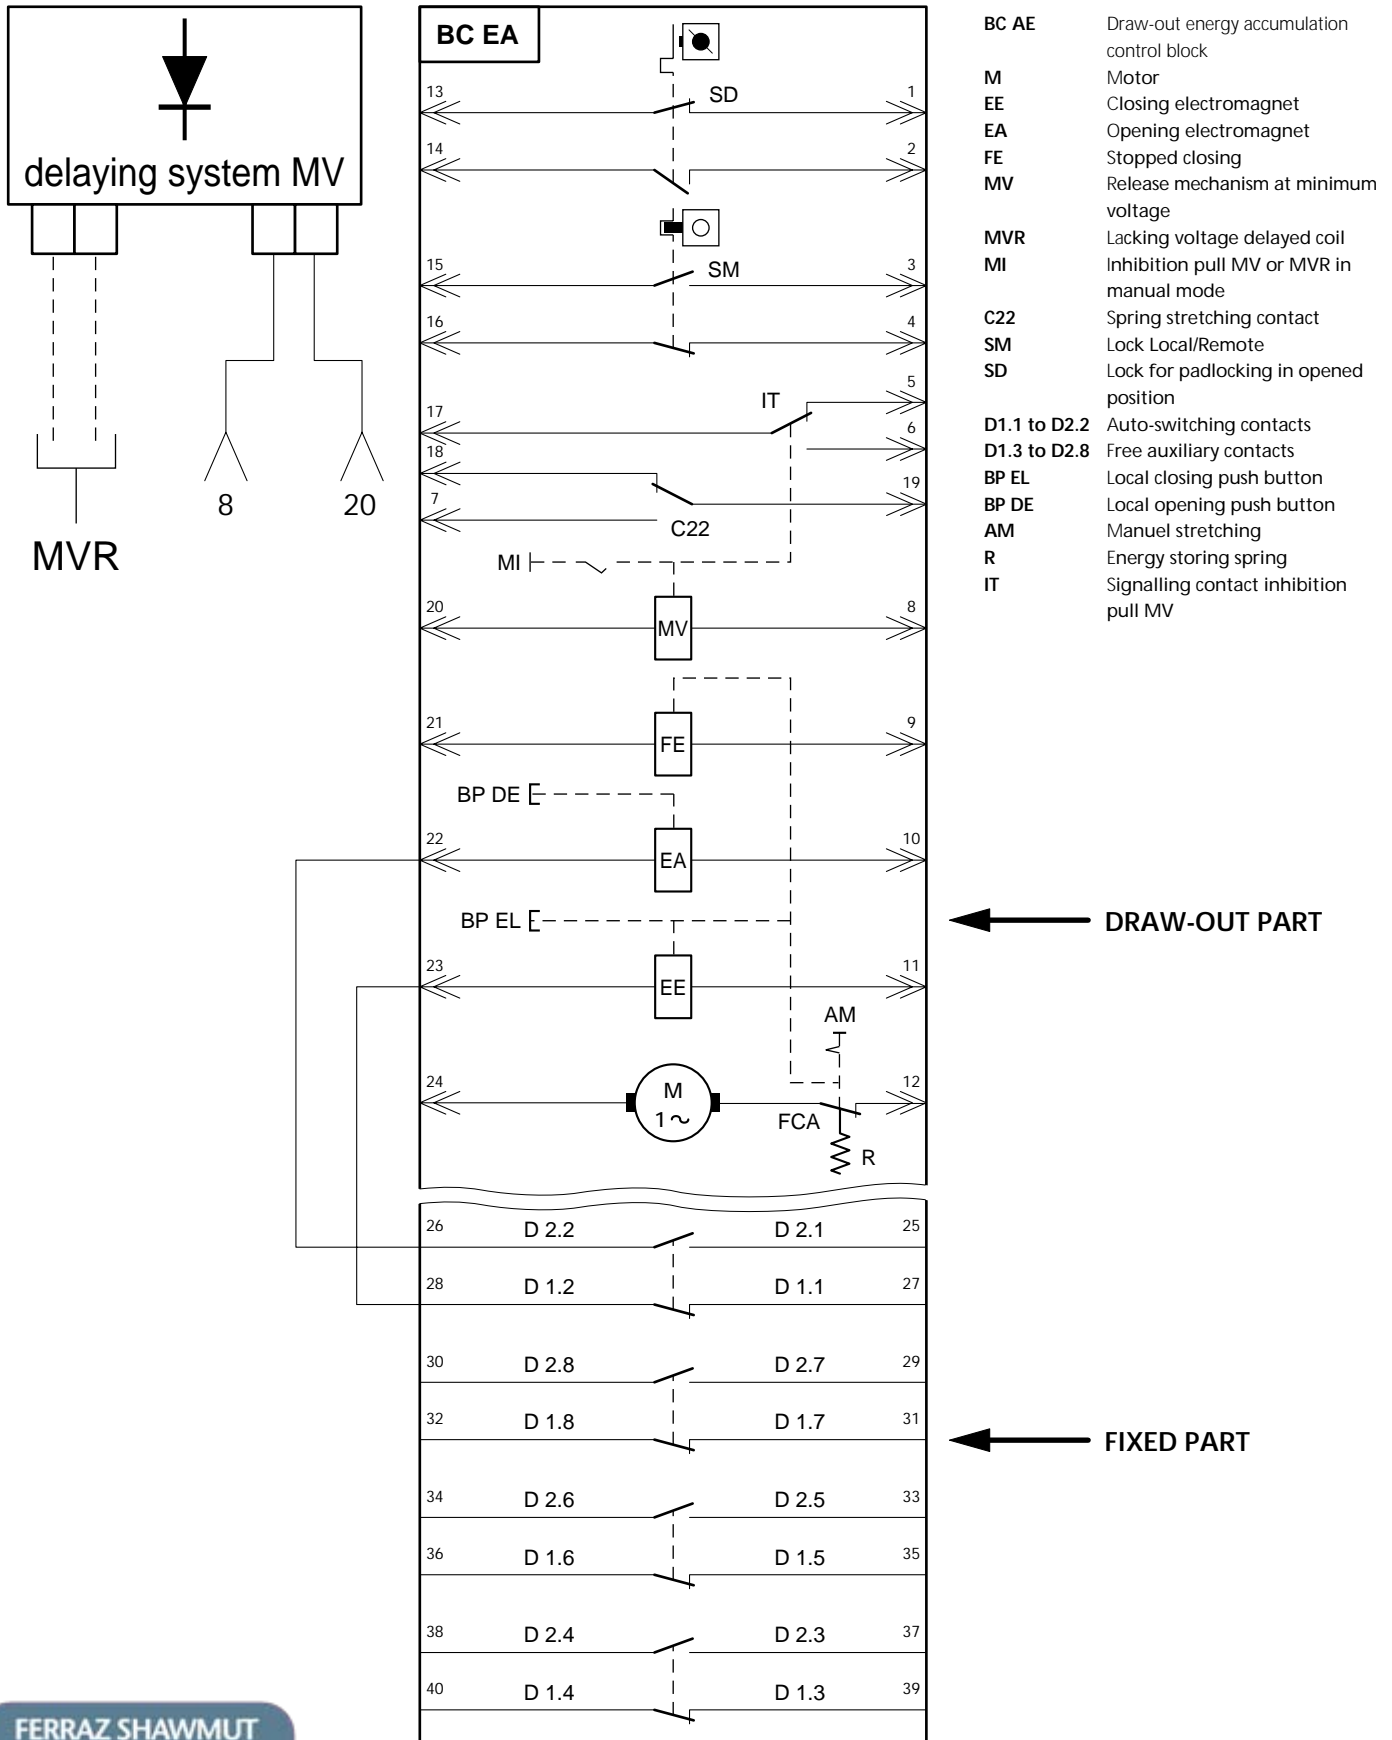 delaying system MV
MVR
8
20
BC EA
13
SD
1
14
2
15
SM
3
16
4
5
IT
17
6
18
7
19
C22
MI
20
MV
8
21
FE
9
BP DE
22
EA
10
BP EL
23
EE
11
AM
24
M
1~
FCA
12
R
26 D 2.2 D 2.1 25
28 D 1.2 D 1.1 27
30 D 2.8 D 2.7 29
32 D 1.8 D 1.7 31
34 D 2.6 D 2.5 33
36 D 1.6 D 1.5 35
38 D 2.4 D 2.3 37
40 D 1.4 D 1.3 39
BC AE Draw-out energy accumulation
control block
M Motor
EE Closing electromagnet
EA Opening electromagnet
FE Stopped closing
MV Release mechanism at minimum
voltage
MVR Lacking voltage delayed coil
MI Inhibition pull MV or MVR in
manual mode
C22 Spring stretching contact
SM Lock Local/Remote
SD Lock for padlocking in opened
position
D1.1 to D2.2 Auto-switching contacts
D1.3 to D2.8 Free auxiliary contacts
BP EL Local closing push button
BP DE Local opening push button
AM Manuel stretching
R Energy storing spring
IT Signalling contact inhibition
pull MV
DRAW-OUT PART
FIXED PART
FERRAZ SHAWMUT